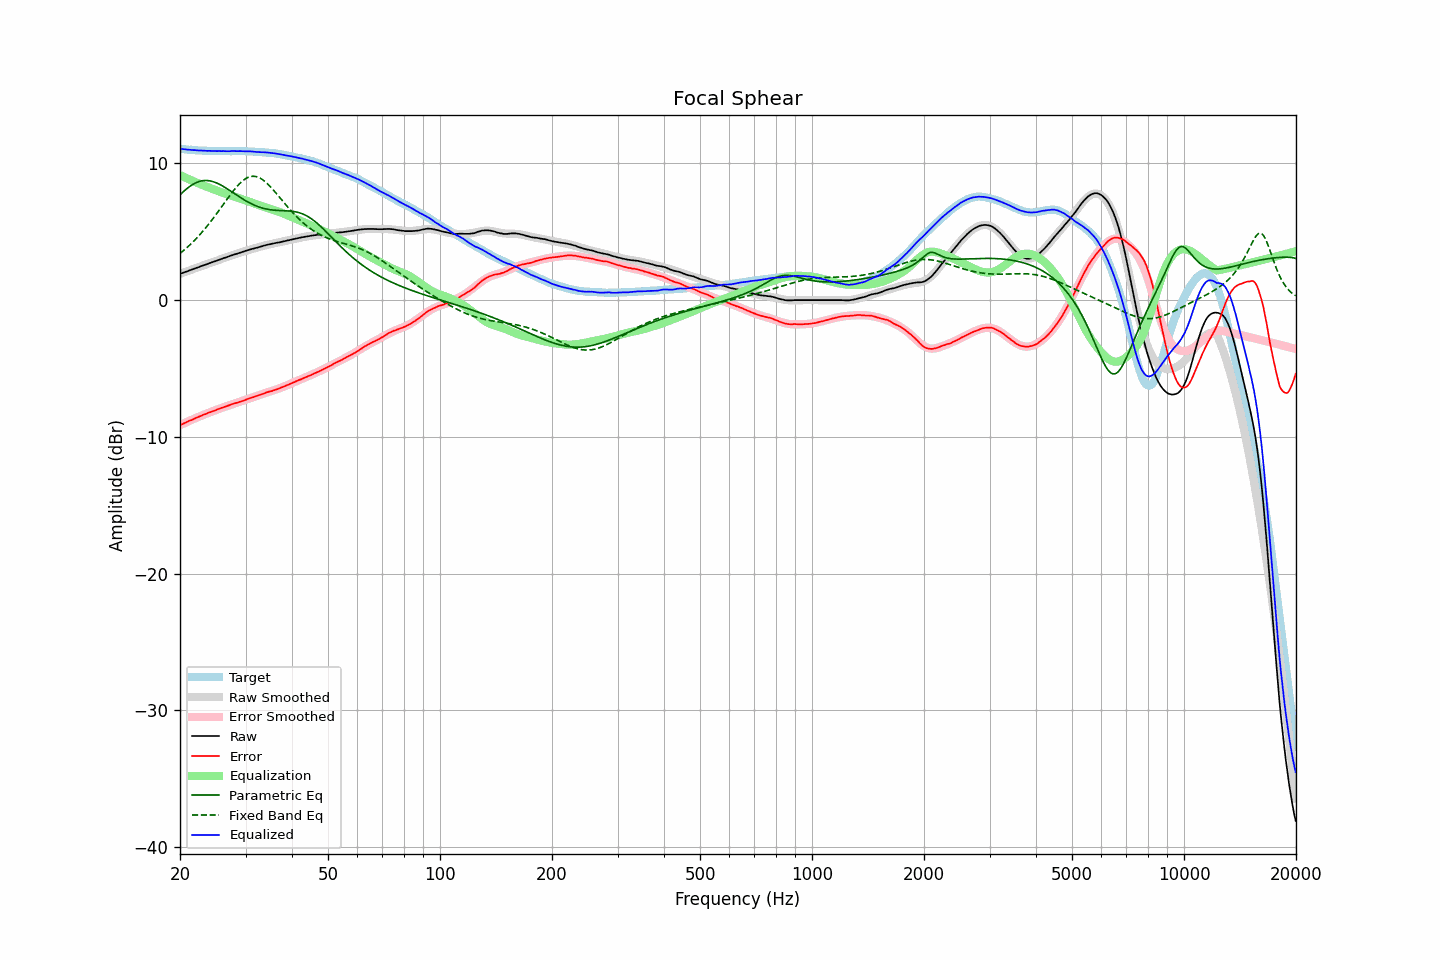 Focal Sphear
Amplitude (dBr)
10
0
−10
−20
−30
−40
Target
Raw Smoothed
Error Smoothed
Raw
Error
Equalization
Parametric Eq
Fixed Band Eq
Equalized
20 50 100 200 500 1000 2000 5000 10000 20000
Frequency (Hz)